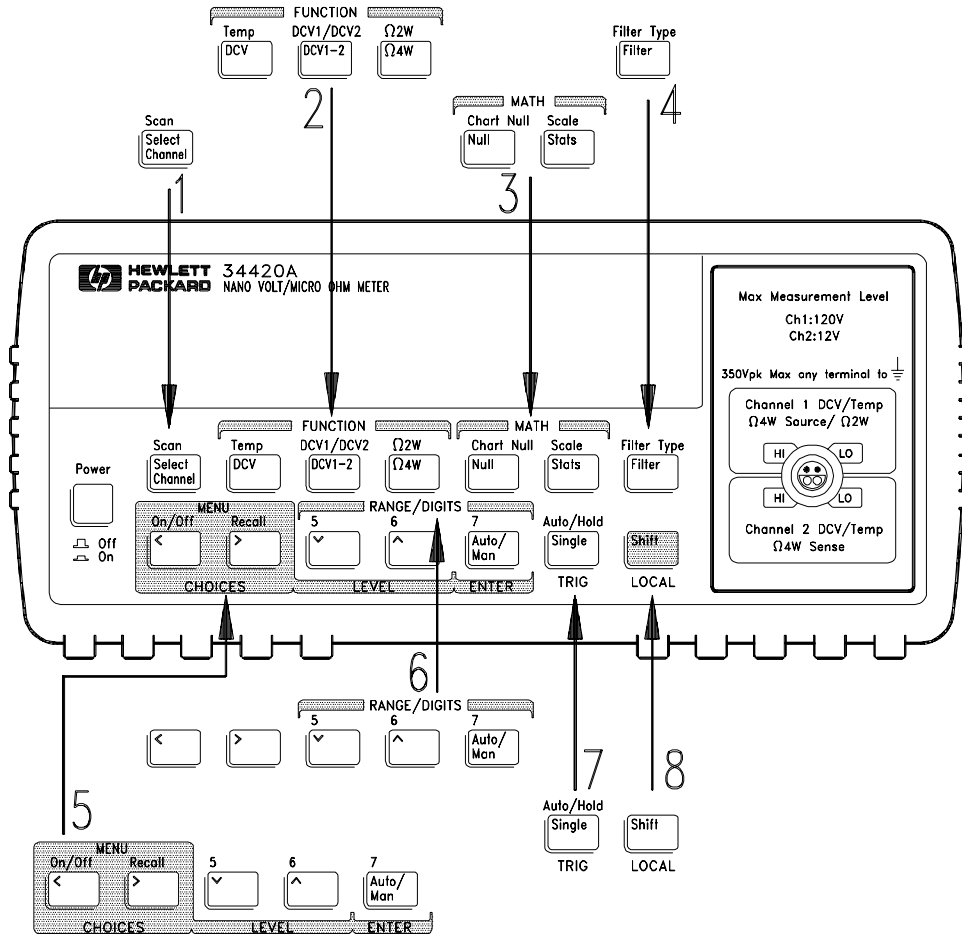 FUNCTION
Temp DCV1/DCV2 Ω2W
DCV DCV1-2 Ω4W
Filter Type
Filter
MATH
Chart Null Scale
Null Stats
Scan
Select
Channel
1
2
3
4
hp HEWLETT
PACKARD
34420A
NANO VOLT/MICRO OHM METER
Max Measurement Level
Ch1:120V
Ch2:12V
350Vpk Max any terminal to
Channel 1 DCV/Temp
Ω4W Source/ Ω2W
HI LO
HI LO
Channel 2 DCV/Temp
Ω4W Sense
FUNCTION MATH
Scan Temp DCV1/DCV2 Ω2W Chart Null Scale Filter Type
Select
Channel
DCV DCV1-2 Ω4W Null Stats Filter
Power
Off
On
MENU
On/Off Recall
< >
CHOICES
RANGE/DIGITS
5 6 7
Auto/
Man
LEVEL
ENTER
Auto/Hold
Single
TRIG
Shift
LOCAL
6
RANGE/DIGITS
5 6 7
< >
Auto/
Man
7
Auto/Hold
Single
TRIG
8
Shift
LOCAL
5
MENU
On/Off Recall
< >
CHOICES
5 6 7
Auto/
Man
LEVEL
ENTER